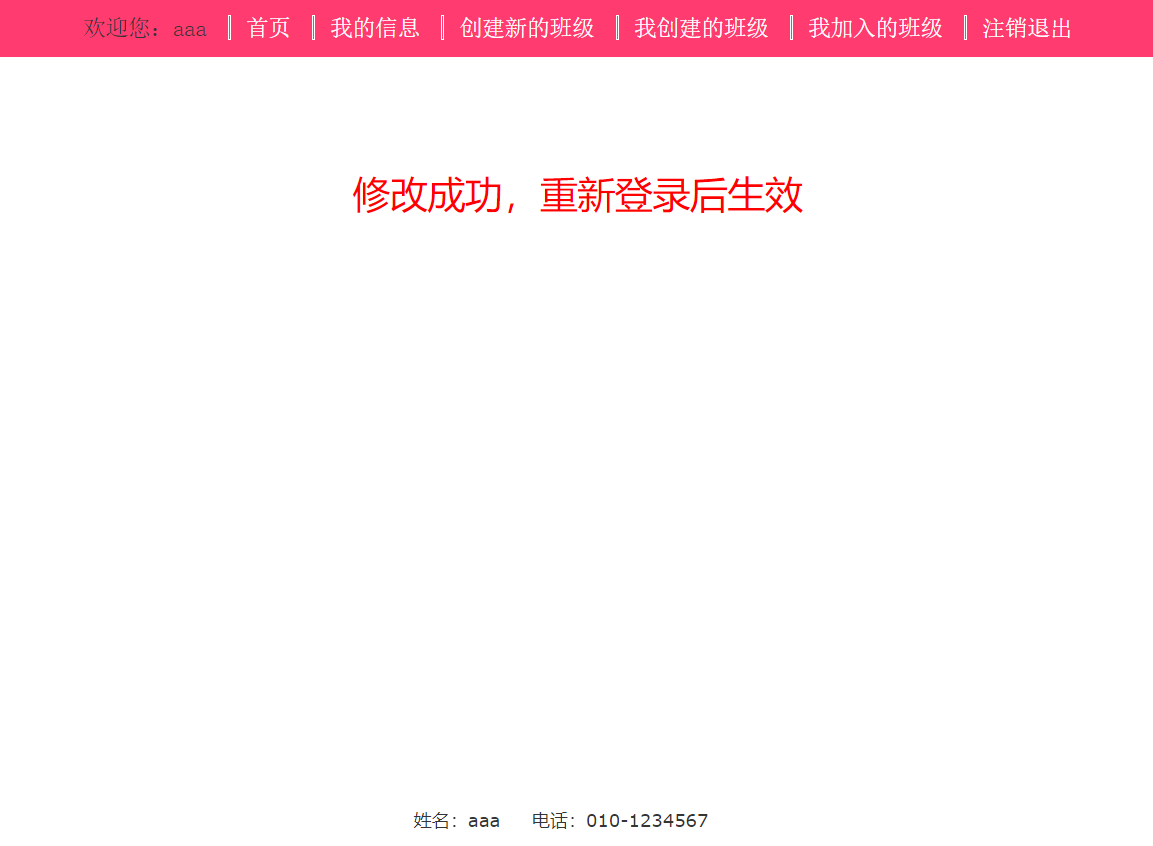 欢迎您：aaa 首页 我的信息 创建新的班级 我创建的班级 我加入的班级 注销退出
修改成功，重新登录后生效
姓名：aaa 电话：010-1234567